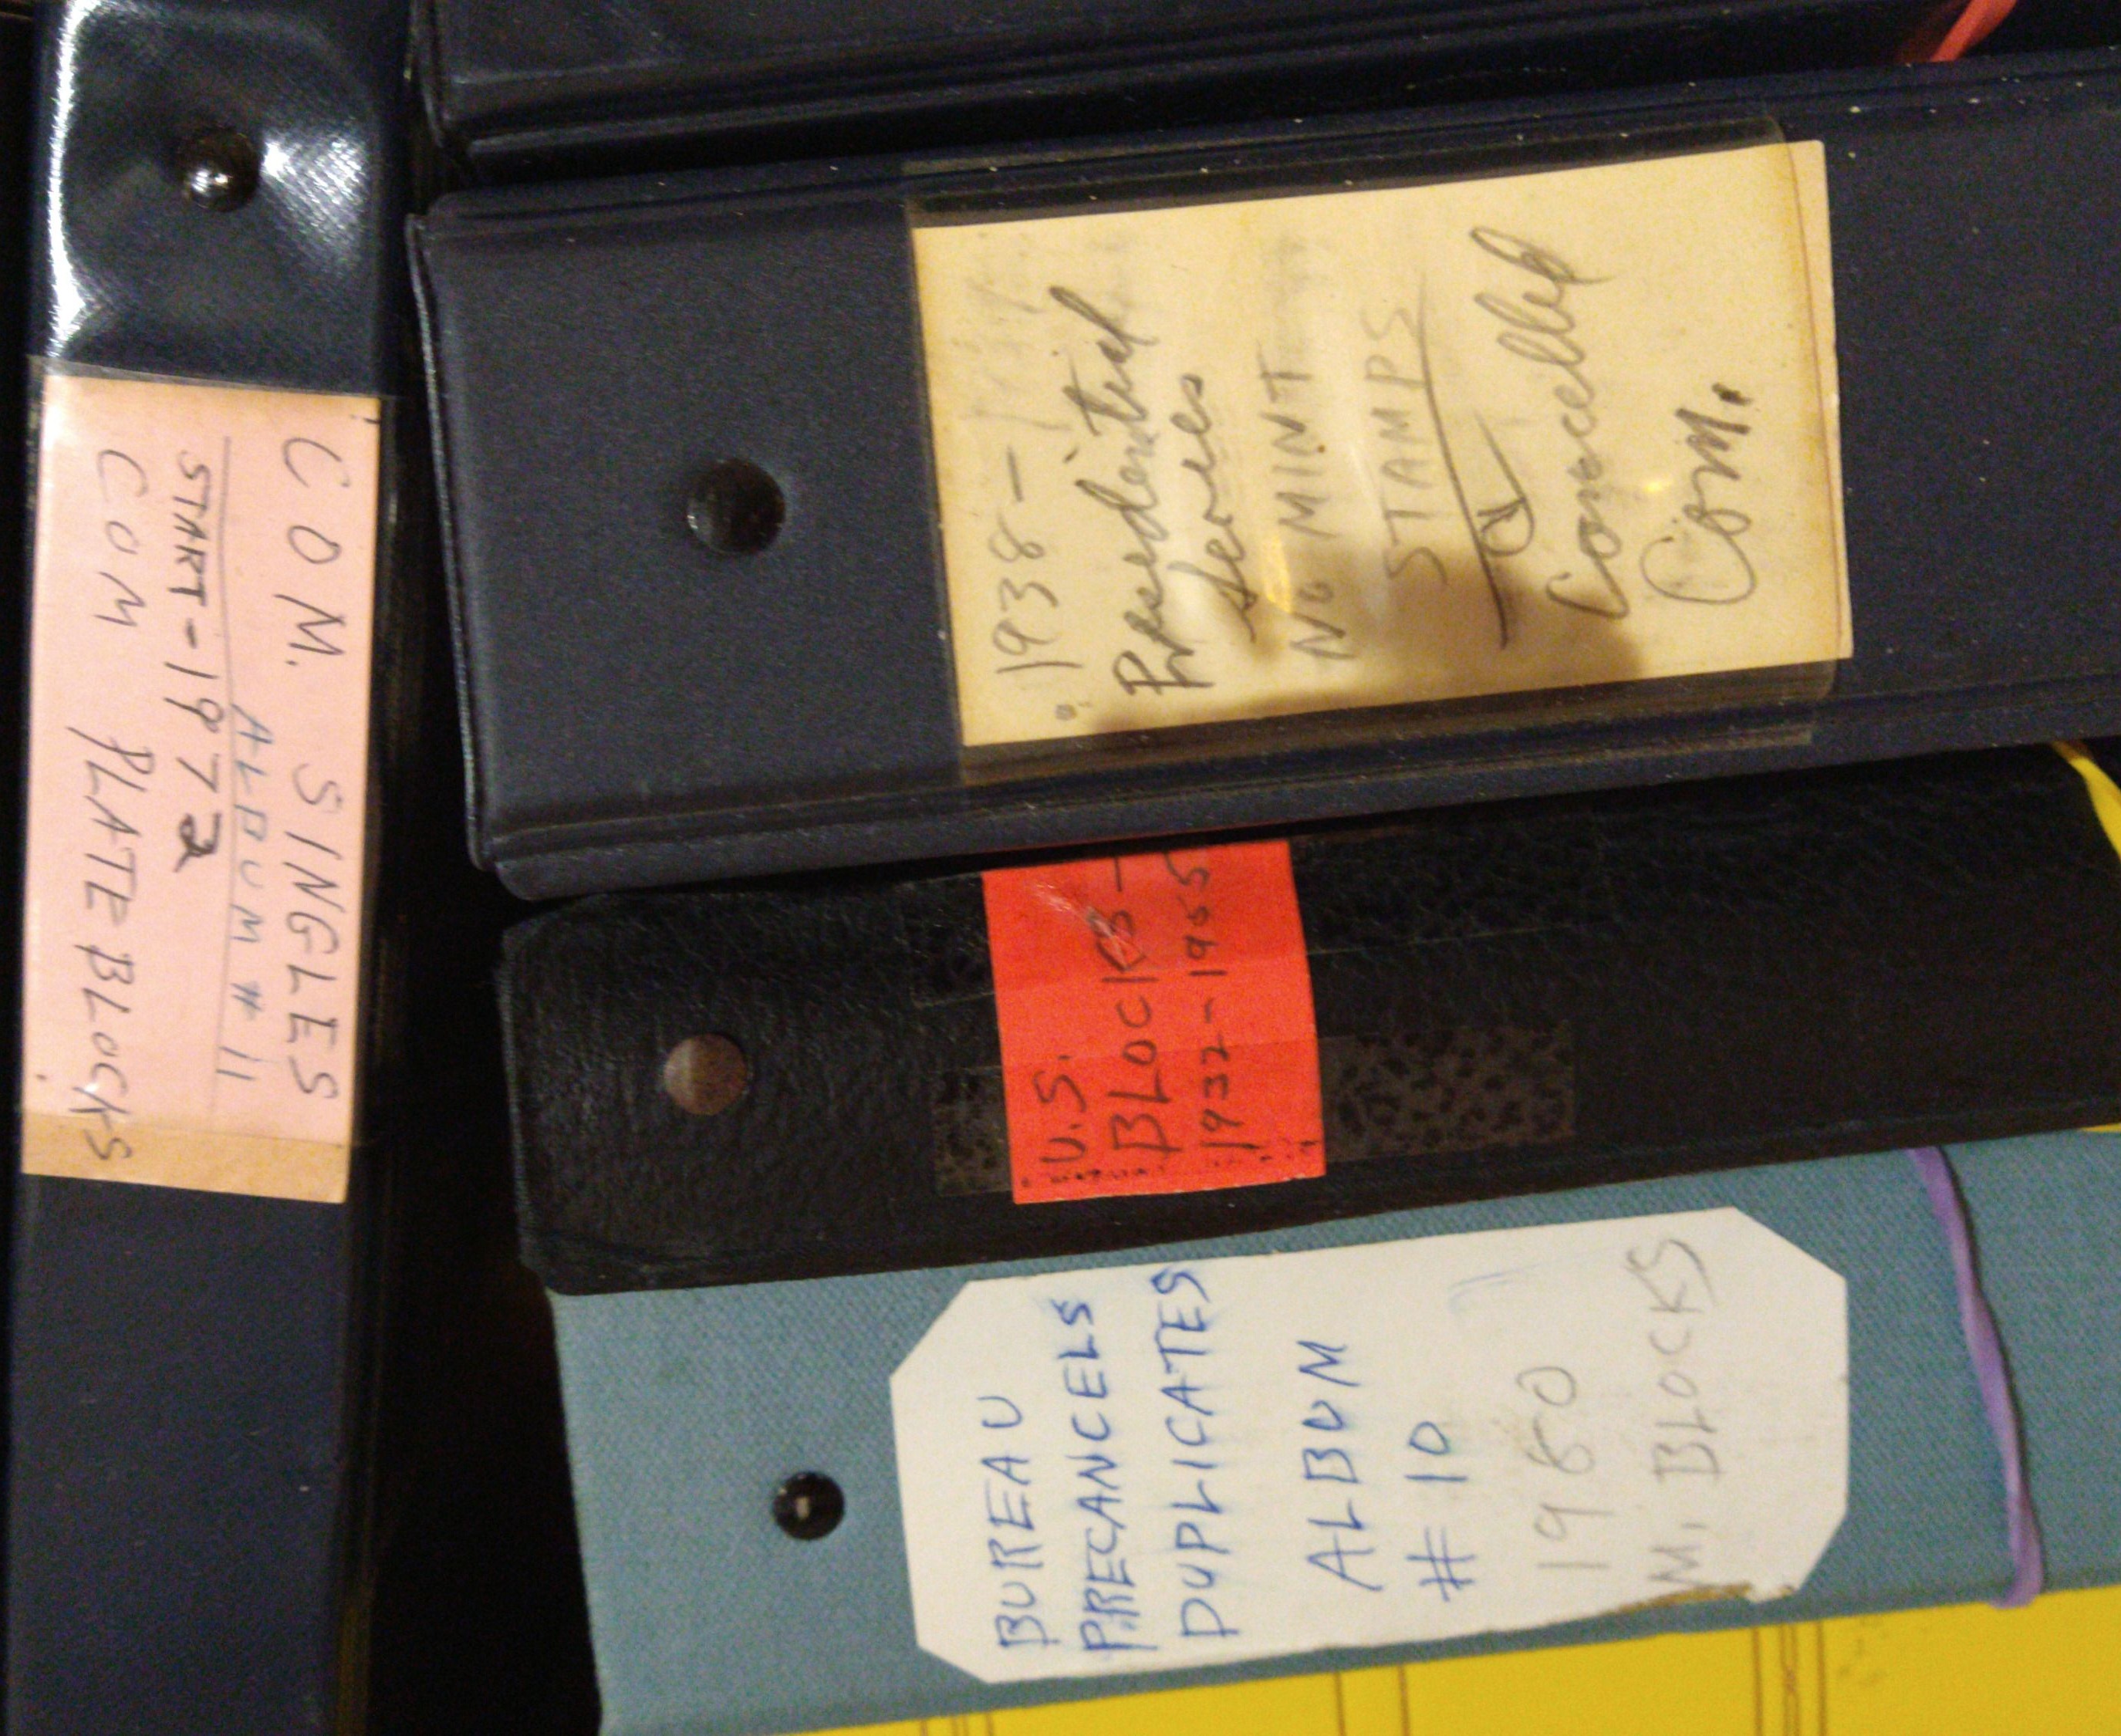 COM. SINGLES
ALBUM # 11
START-1972
COM PLATE BLOCKS
1938-
Presidential
Series
NO MINT
STAMPS
Cancelled
Com.
U.S.
BLOCKS-
1932-1955
BUREAU
PRECANCELS
DUPLICATES
ALBUM
# 10
1980
M. BLOCKS